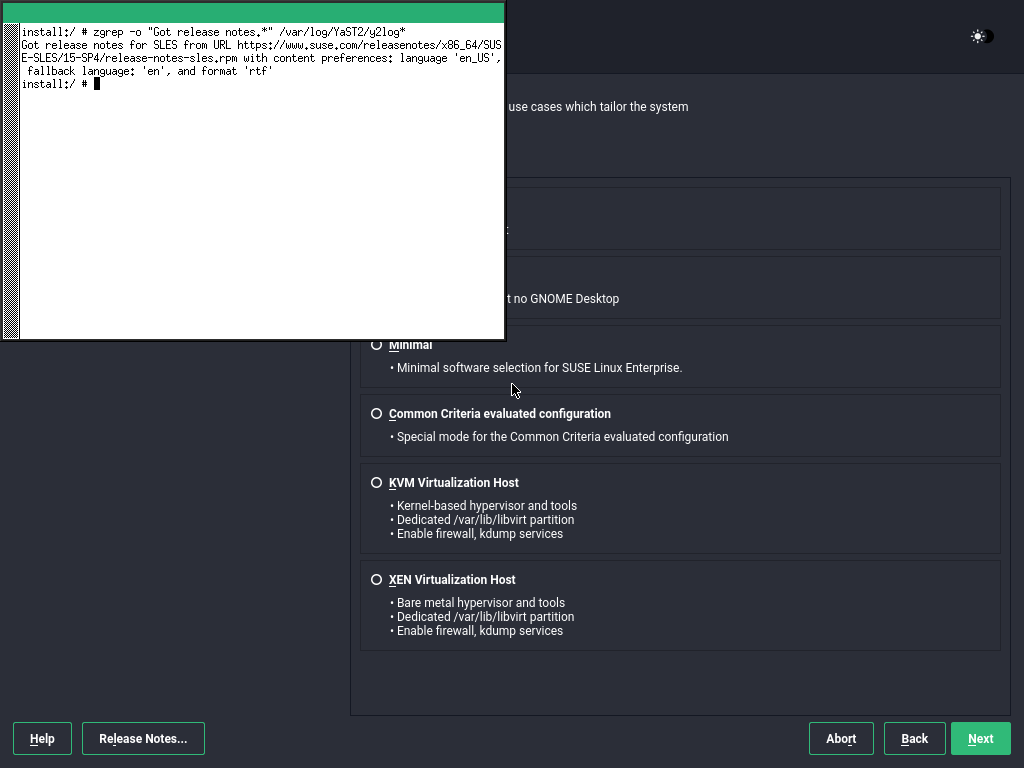 install:/ # zgrep -o "Got release notes.*" /var/log/YaST2/y2log*
Got release notes for SLES from URL https://www.suse.com/releasenotes/x86_64/SUS
E-SLES/15-SP4/release-notes-sles.rpm with content preferences: language 'en_US',
 fallback language: 'en', and format 'rtf'
install:/ #
use cases which tailor the system
t no GNOME Desktop
Minimal
• Minimal software selection for SUSE Linux Enterprise.
Common Criteria evaluated configuration
• Special mode for the Common Criteria evaluated configuration
KVM Virtualization Host
• Kernel-based hypervisor and tools
• Dedicated /var/lib/libvirt partition
• Enable firewall, kdump services
XEN Virtualization Host
• Bare metal hypervisor and tools
• Dedicated /var/lib/libvirt partition
• Enable firewall, kdump services
Help
Release Notes...
Abort
Back
Next